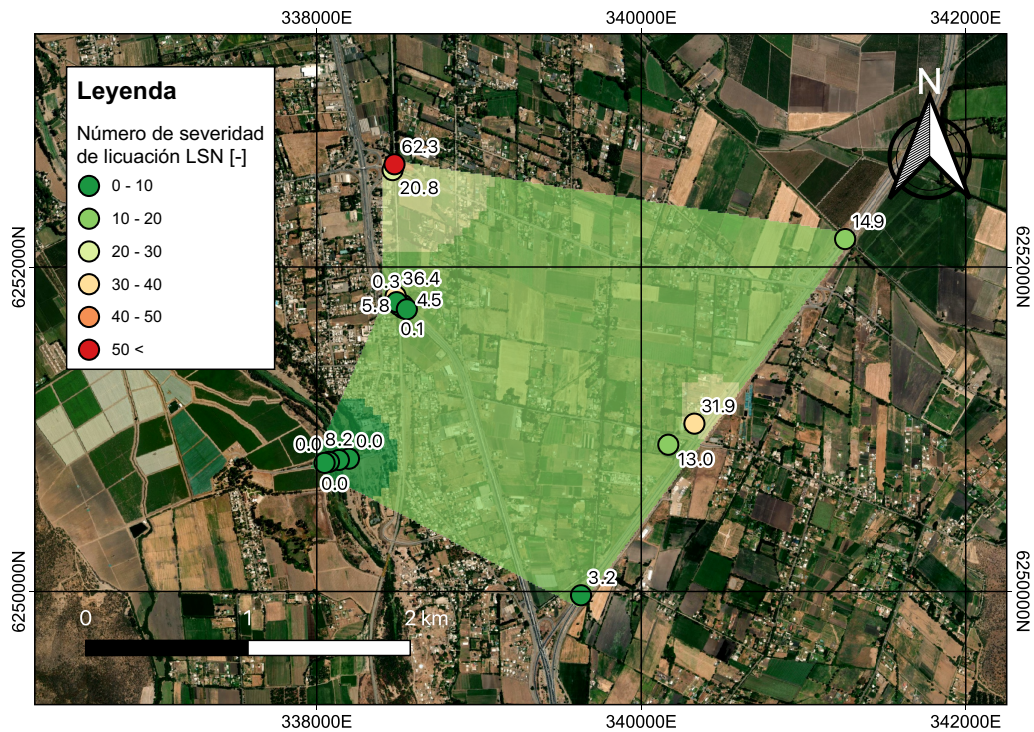 338000E
340000E
342000E
N
Leyenda
Número de severidad
de licuación LSN [-]
0 - 10
10 - 20
20 - 30
30 - 40
40 - 50
50 <
62.3
20.8
14.9
6252000N
6252000N
0.3
36.4
5.8
4.5
0.1
31.9
13.0
0.0
8.2
0.0
0.0
3.2
6250000N
6250000N
0
1
2 km
338000E
340000E
342000E